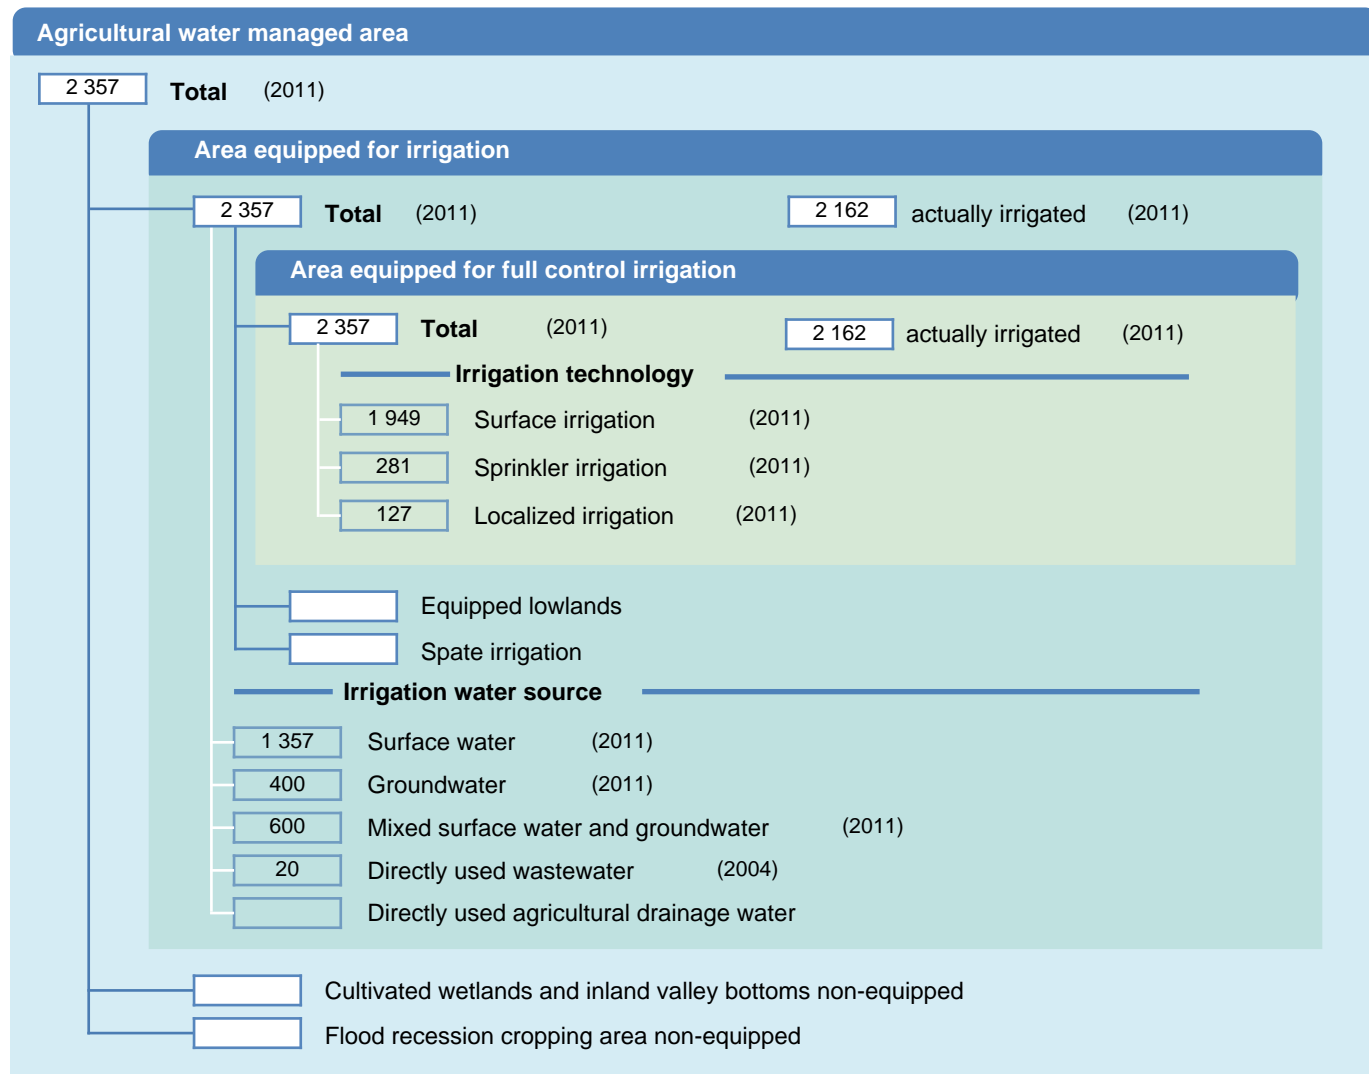 Agricultural water managed area
2 357 Total (2011)
Area equipped for irrigation
2 357 Total (2011) 2 162 actually irrigated (2011)
Area equipped for full control irrigation
2 357 Total (2011) 2 162 actually irrigated (2011)
Irrigation technology
1 949 Surface irrigation (2011)
281 Sprinkler irrigation (2011)
127 Localized irrigation (2011)
Equipped lowlands
Spate irrigation
Irrigation water source
1 357 Surface water (2011)
400 Groundwater (2011)
600 Mixed surface water and groundwater (2011)
20 Directly used wastewater (2004)
Directly used agricultural drainage water
Cultivated wetlands and inland valley bottoms non-equipped
Flood recession cropping area non-equipped